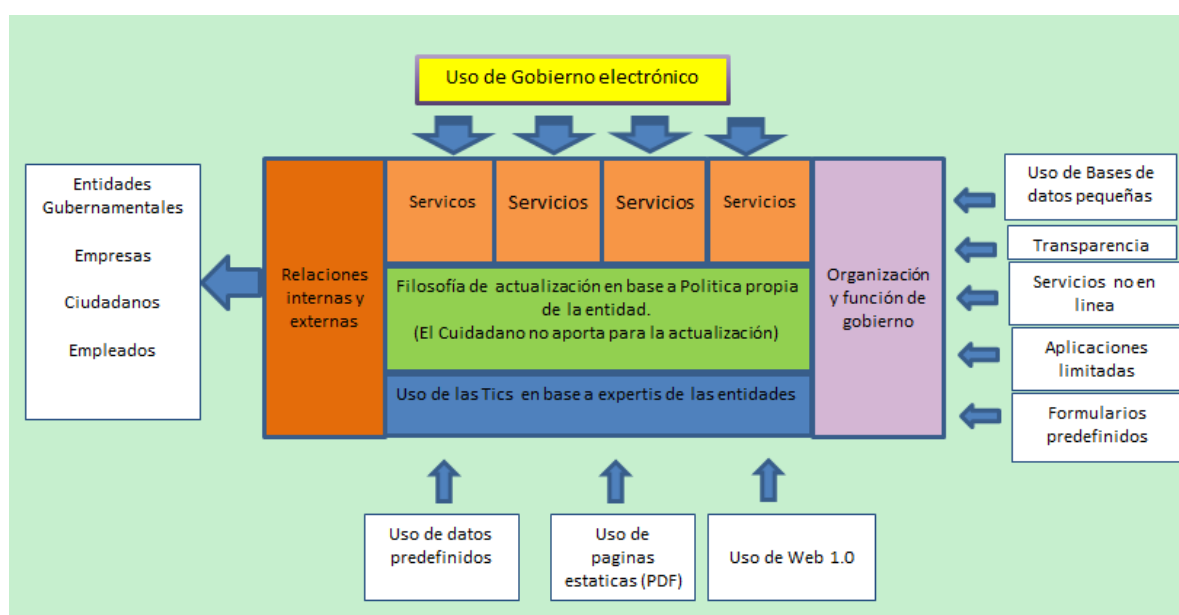 Uso de Gobierno electrónico
Entidades
Gubernamentales
Empresas
Ciudadanos
Empleados
Relaciones
internas y
externas
Servicos
Servicios
Servicios
Servicios
Filosofía de actualización en base a Politica propia
de la entidad.
(El Cuidadano no aporta para la actualización)
Uso de las Tics en base a expertis de las entidades
Organización
y función de
gobierno
Uso de Bases de
datos pequeñas
Transparencia
Servicios no en
linea
Aplicaciones
limitadas
Formularios
predefinidos
Uso de datos
predefinidos
Uso de
paginas
estaticas (PDF)
Uso de Web 1.0